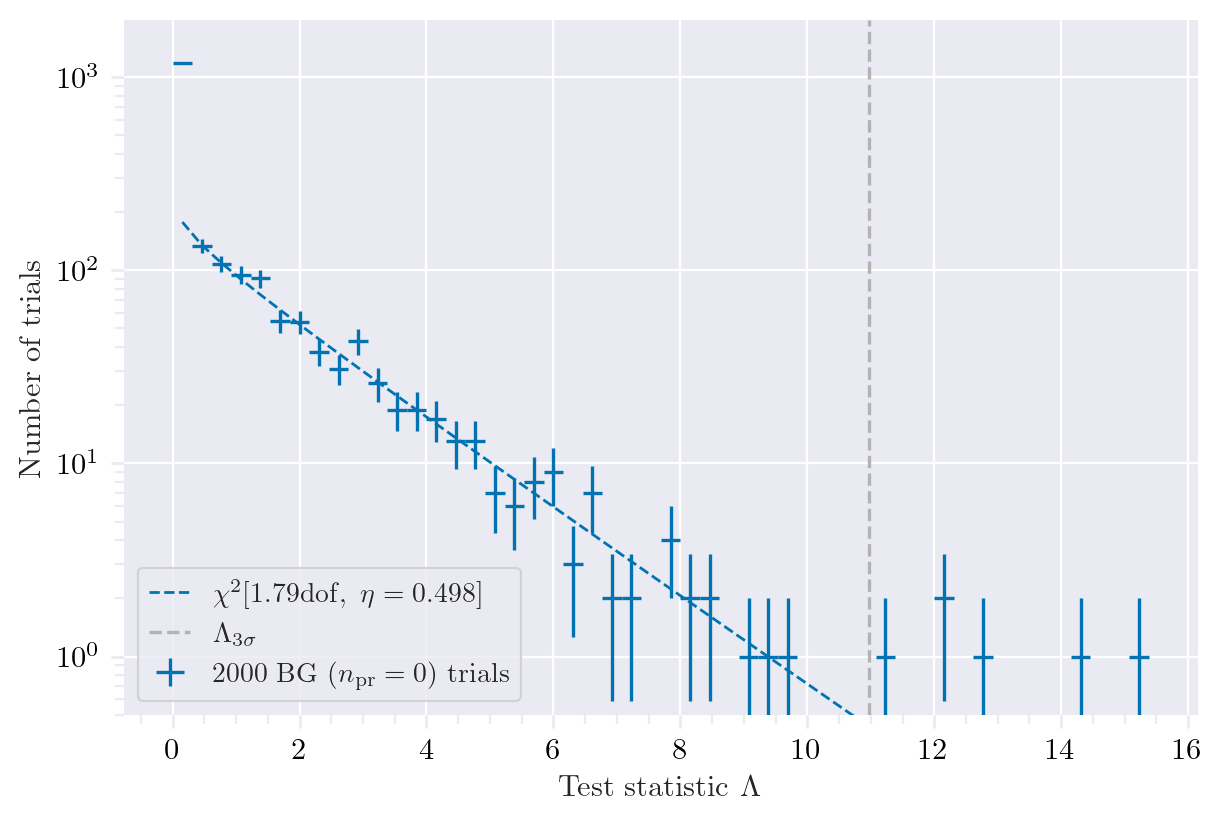 10³
10²
10¹
10⁰
Number of trials
χ²[1.79dof, η = 0.498]
Λ₃σ
2000 BG (nₚᵣ = 0) trials
0 2 4 6 8 10 12 14 16
Test statistic Λ